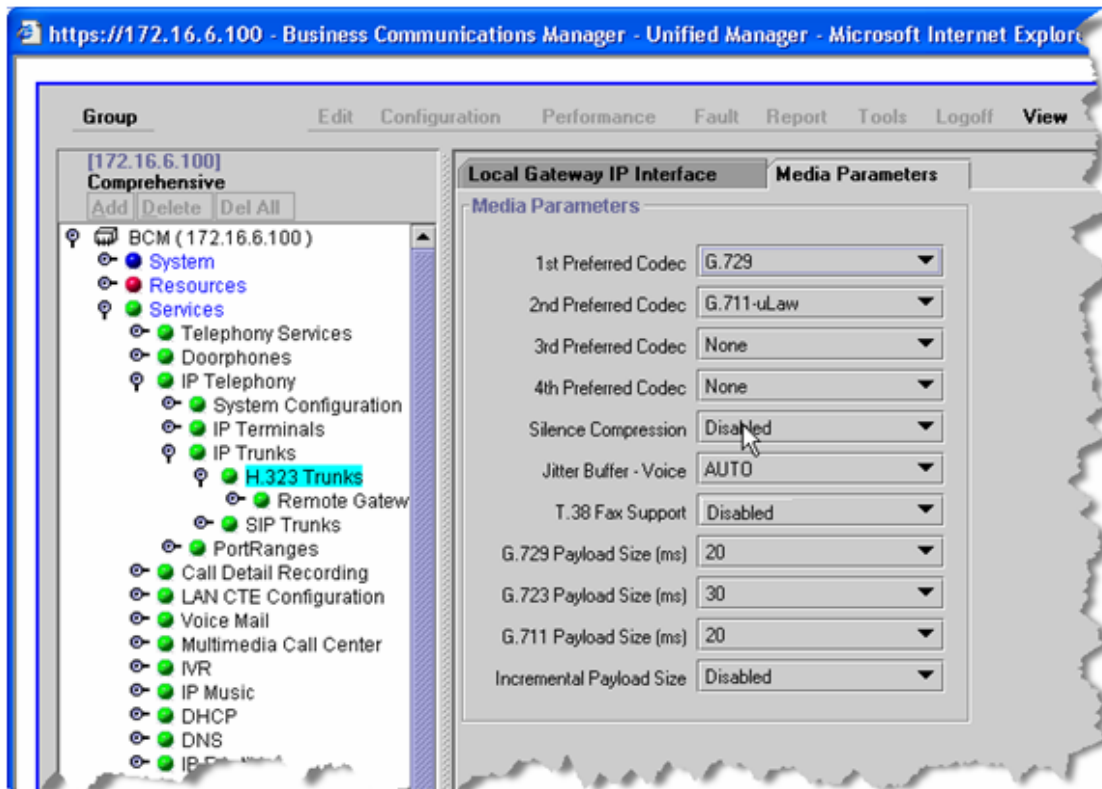 https://172.16.6.100 - Business Communications Manager - Unified Manager - Microsoft Internet Explore
Group Edit Configuration Performance Fault Report Tools Logoff View
[172.16.6.100]
Comprehensive
Add Delete Del All
BCM ( 172.16.6.100 )
System
Resources
Services
Telephony Services
Doorphones
IP Telephony
System Configuration
IP Terminals
IP Trunks
H.323 Trunks
Remote Gatew
SIP Trunks
PortRanges
Call Detail Recording
LAN CTE Configuration
Voice Mail
Multimedia Call Center
IVR
IP Music
DHCP
DNS
IP
Local Gateway IP Interface Media Parameters
Media Parameters
1st Preferred Codec G.729
2nd Preferred Codec G.711-uLaw
3rd Preferred Codec None
4th Preferred Codec None
Silence Compression Disabled
Jitter Buffer - Voice AUTO
T.38 Fax Support Disabled
G.729 Payload Size (ms) 20
G.723 Payload Size (ms) 30
G.711 Payload Size (ms) 20
Incremental Payload Size Disabled